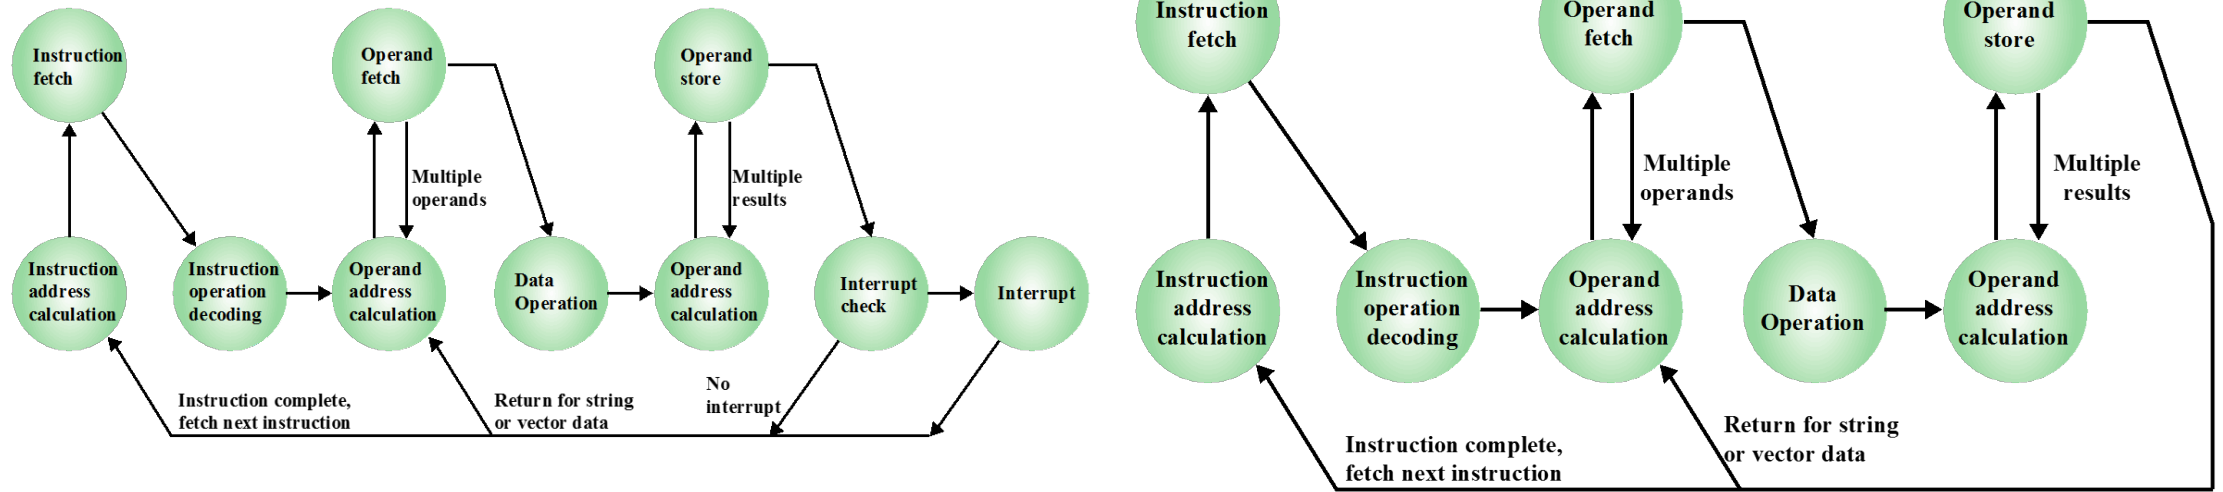 Instruction
fetch
Operand
fetch
Operand
store
Multiple
operands
Multiple
results
Instruction
address
calculation
Instruction
operation
decoding
Operand
address
calculation
Data
Operation
Operand
address
calculation
Interrupt
check
Interrupt
No
interrupt
Instruction complete,
fetch next instruction
Return for string
or vector data
Instruction
fetch
Operand
fetch
Operand
store
Multiple
operands
Multiple
results
Instruction
address
calculation
Instruction
operation
decoding
Operand
address
calculation
Data
Operation
Operand
address
calculation
Return for string
or vector data
Instruction complete,
fetch next instruction